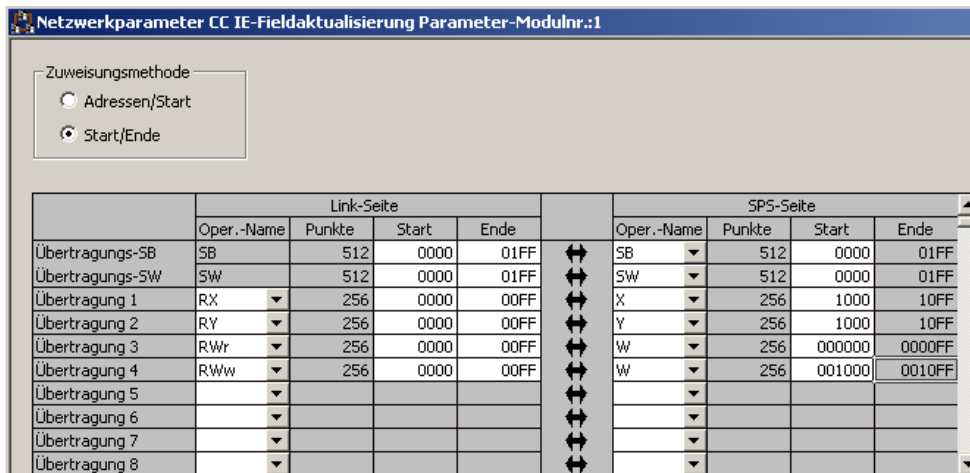 Netzwerkparameter CC IE-Fieldaktualisierung Parameter-Modulnr.:1
Zuweisungsmethode
Adressen/Start
Start/Ende
Link-Seite SPS-Seite
Oper.-Name Punkte Start Ende Oper.-Name Punkte Start Ende
Übertragungs-SB SB 512 0000 01FF SB 512 0000 01FF
Übertragungs-SW SW 512 0000 01FF SW 512 0000 01FF
Übertragung 1 RX 256 0000 00FF X 256 1000 10FF
Übertragung 2 RY 256 0000 00FF Y 256 1000 10FF
Übertragung 3 RWr 256 0000 00FF W 256 000000 0000FF
Übertragung 4 RWw 256 0000 00FF W 256 001000 0010FF
Übertragung 5
Übertragung 6
Übertragung 7
Übertragung 8